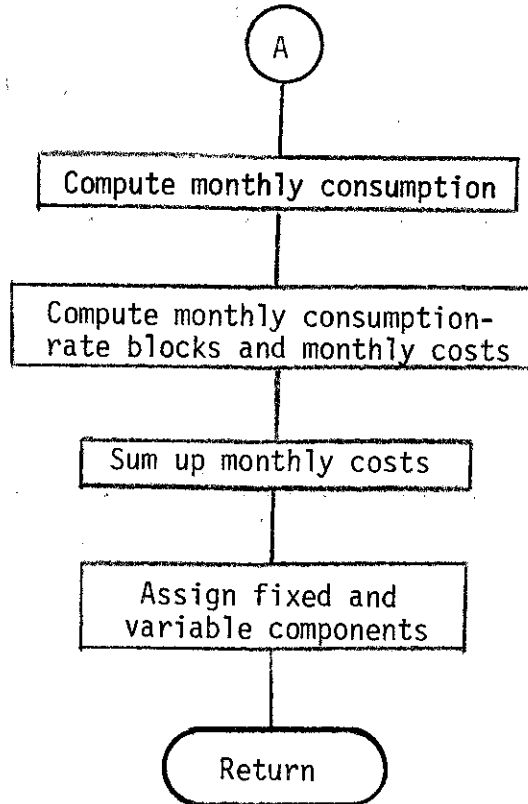 A
Compute monthly consumption
Compute monthly consumption-
rate blocks and monthly costs
Sum up monthly costs
Assign fixed and
variable components
Return